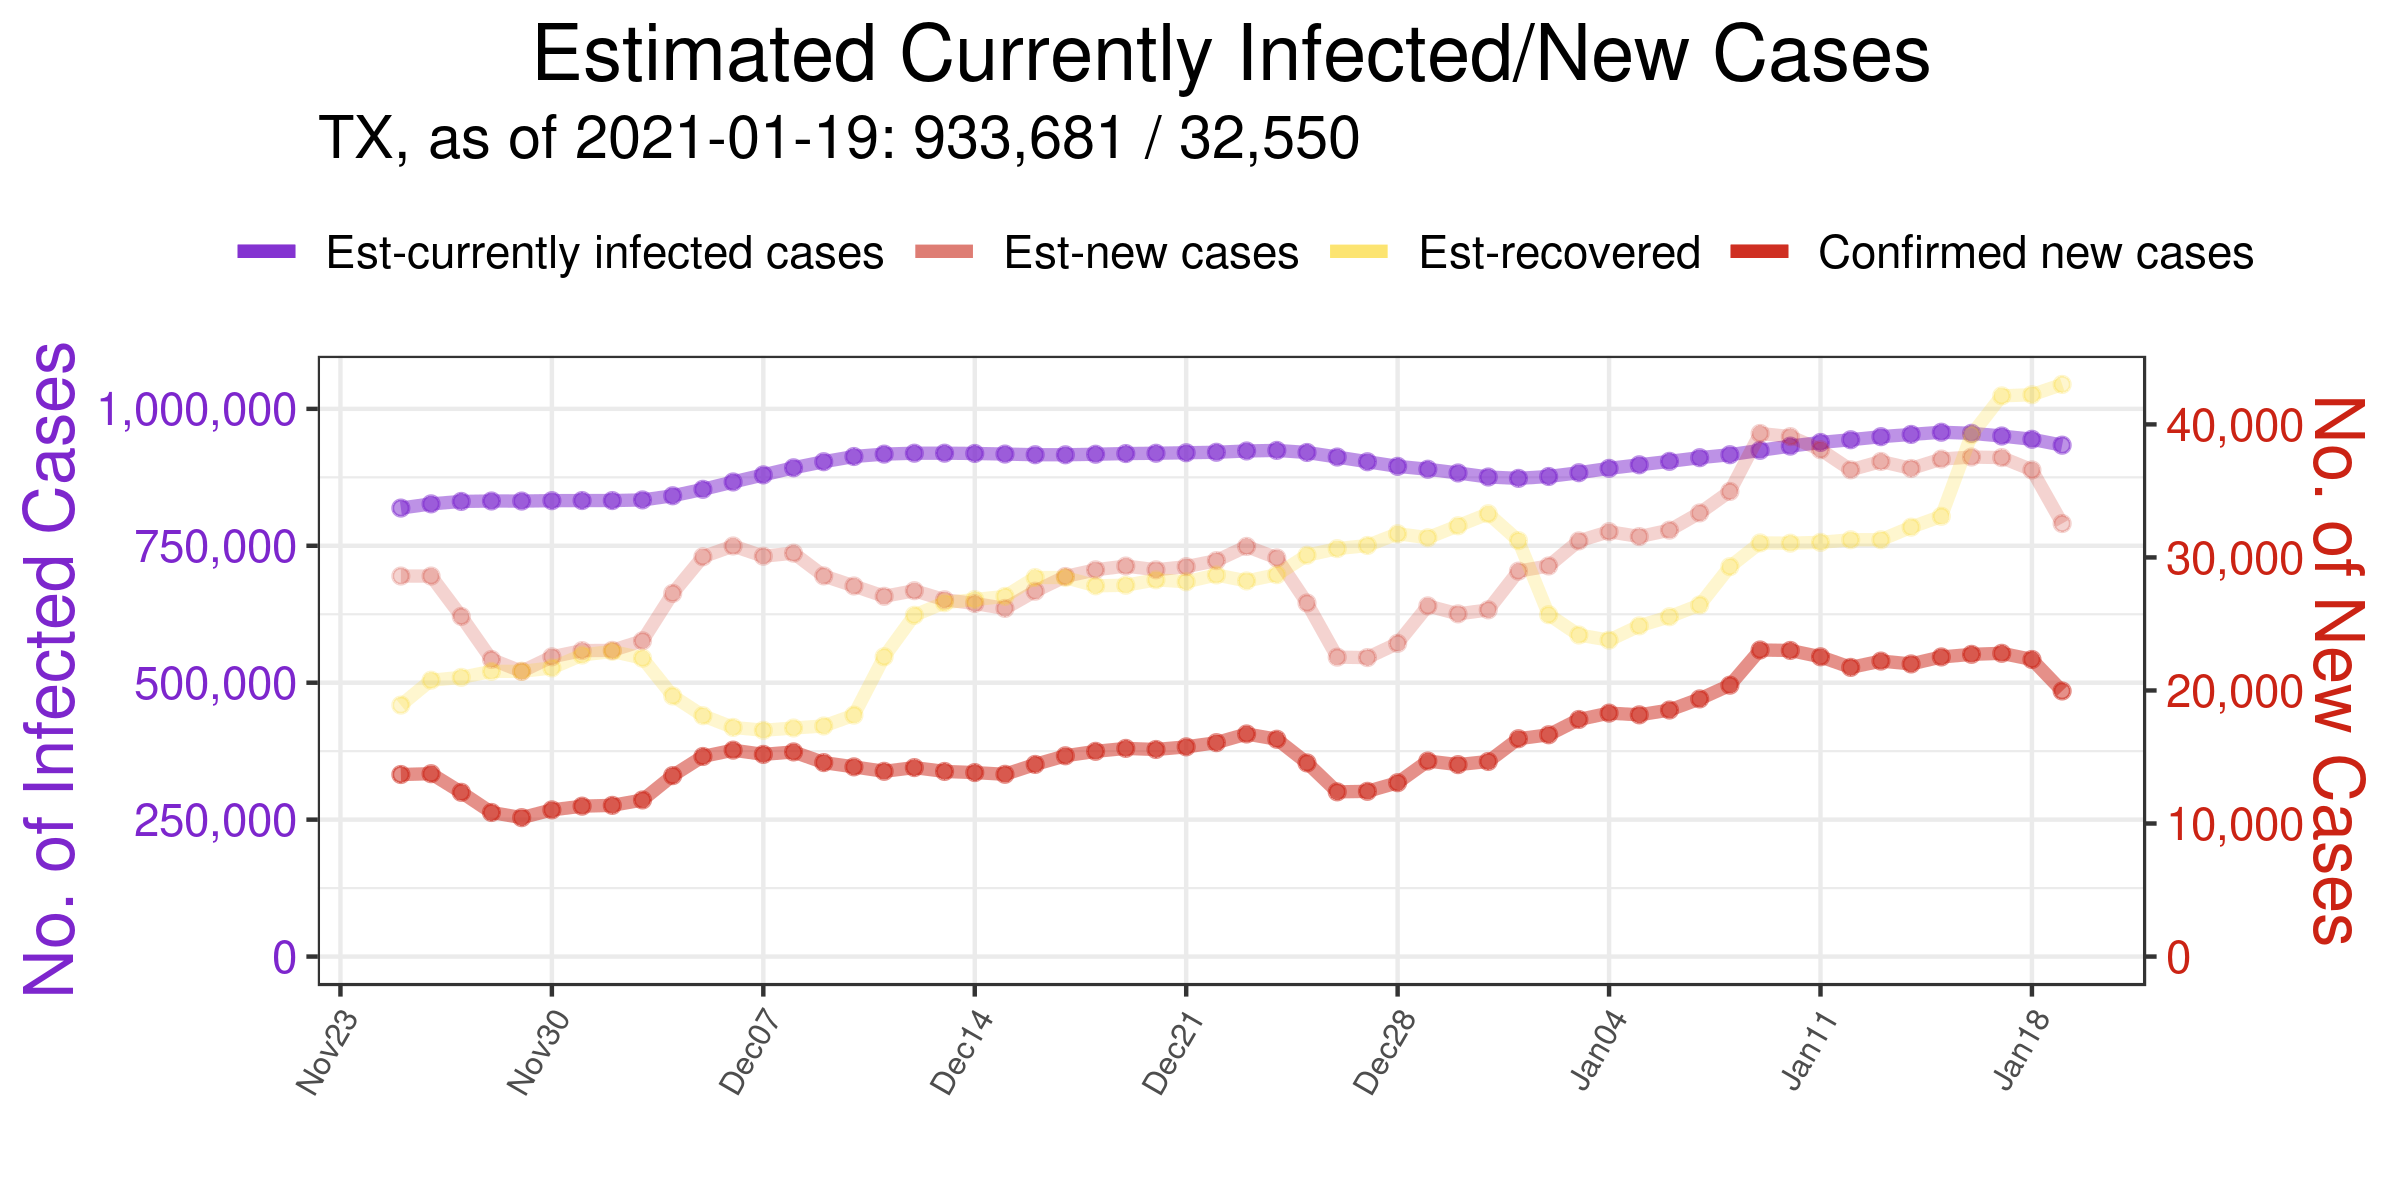 Estimated Currently Infected/New Cases
TX, as of 2021-01-19: 933,681 / 32,550
Est-currently infected cases
Est-new cases
Est-recovered
Confirmed new cases
No. of Infected Cases
1,000,000
750,000
500,000
250,000
0
40,000
30,000
20,000
10,000
0
No. of New Cases
Nov23
Nov30
Dec07
Dec14
Dec21
Dec28
Jan04
Jan11
Jan18